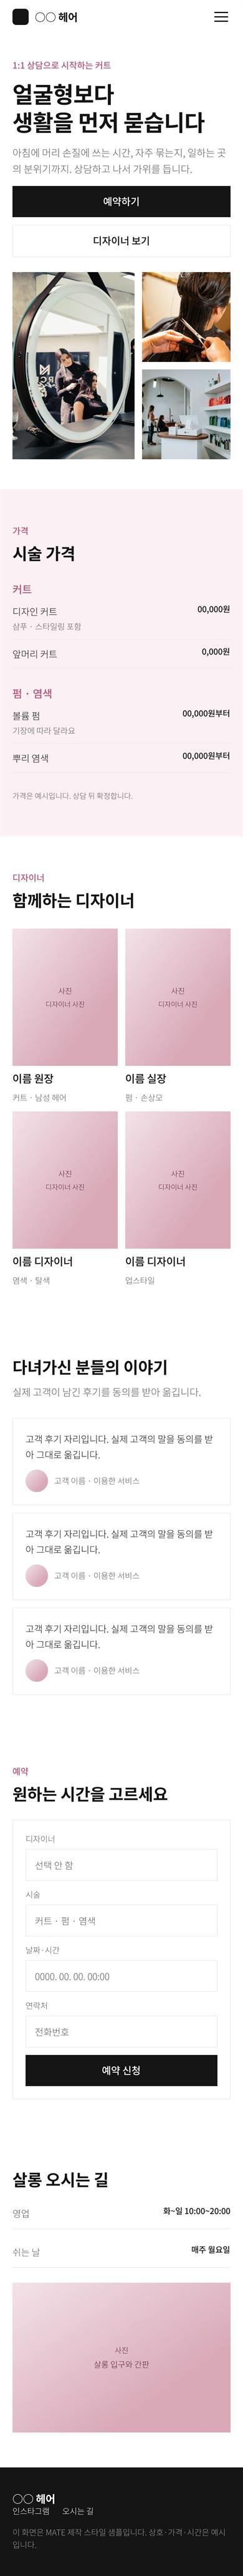 ○○ 헤어
1:1 상담으로 시작하는 커트
얼굴형보다
생활을 먼저 묻습니다
아침에 머리 손질에 쓰는 시간, 자주 묶는지, 일하는 곳
의 분위기까지. 상담하고 나서 가위를 듭니다.
예약하기
디자이너 보기
가격
시술 가격
커트
디자인 커트
00,000원
샴푸 · 스타일링 포함
앞머리 커트
0,000원
펌 · 염색
볼륨 펌
00,000원부터
기장에 따라 달라요
뿌리 염색
00,000원부터
가격은 예시입니다. 상담 뒤 확정합니다.
디자이너
함께하는 디자이너
사진
디자이너 사진
사진
디자이너 사진
이름 원장
커트 · 남성 헤어
이름 실장
펌 · 손상모
사진
디자이너 사진
사진
디자이너 사진
이름 디자이너
염색 · 탈색
이름 디자이너
업스타일
다녀가신 분들의 이야기
실제 고객이 남긴 후기를 동의를 받아 옮깁니다.
고객 후기 자리입니다. 실제 고객의 말을 동의를 받
아 그대로 옮깁니다.
고객 이름 · 이용한 서비스
고객 후기 자리입니다. 실제 고객의 말을 동의를 받
아 그대로 옮깁니다.
고객 이름 · 이용한 서비스
고객 후기 자리입니다. 실제 고객의 말을 동의를 받
아 그대로 옮깁니다.
고객 이름 · 이용한 서비스
예약
원하는 시간을 고르세요
디자이너
선택 안 함
시술
커트 · 펌 · 염색
날짜·시간
0000. 00. 00. 00:00
연락처
전화번호
예약 신청
살롱 오시는 길
영업
화~일 10:00~20:00
쉬는 날
매주 월요일
사진
살롱 입구와 간판
○○ 헤어
인스타그램 오시는 길
이 화면은 MATE 제작 스타일 샘플입니다. 상호·가격·시간은 예시
입니다.